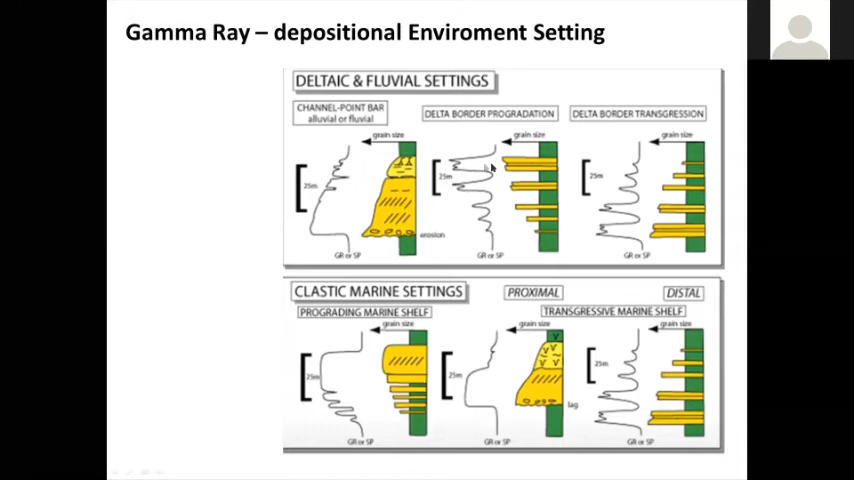 Gamma Ray – depositional Enviroment Setting
DELTAIC & FLUVIAL SETTINGS
CHANNEL-POINT BAR
alluvial or fluvial
DELTA BORDER PROGRADATION
DELTA BORDER TRANSGRESSION
grain size
grain size
grain size
25m
25m
25m
erosion
GR or SP
GR or SP
GR or SP
CLASTIC MARINE SETTINGS
PROXIMAL
DISTAL
PROGRADING MARINE SHELF
TRANSGRESSIVE MARINE SHELF
grain size
grain size
grain size
25m
25m
25m
lag
GR or SP
GR or SP
GR or SP